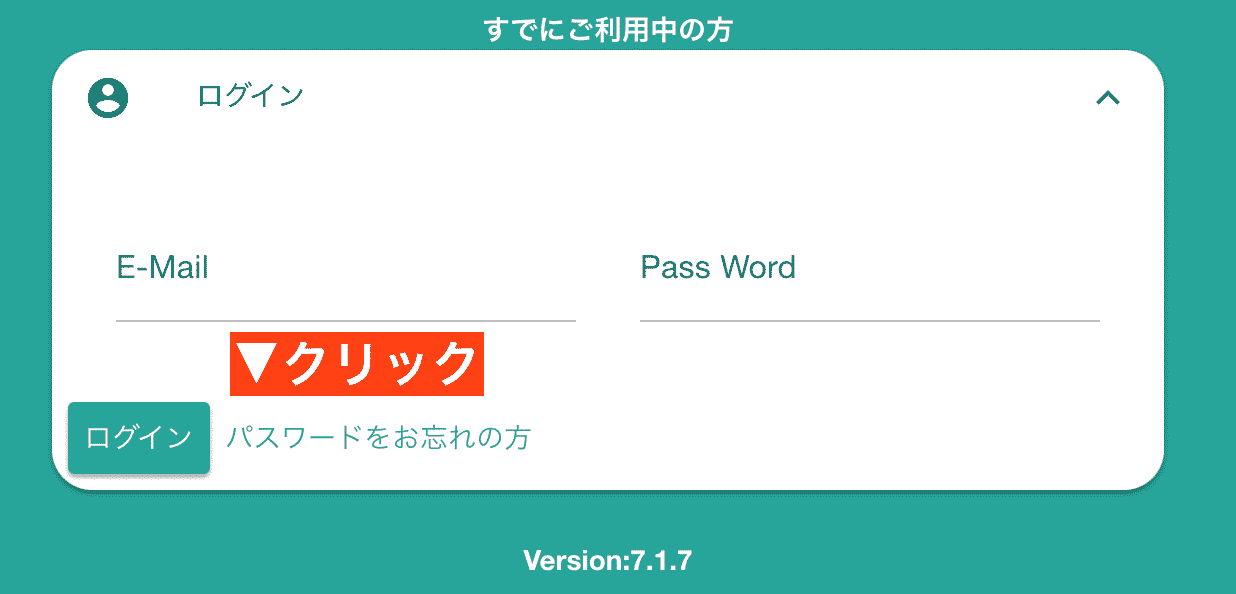 すでにご利用中の方
ログイン
E-Mail
Pass Word
▼クリック
ログイン
パスワードをお忘れの方
Version:7.1.7